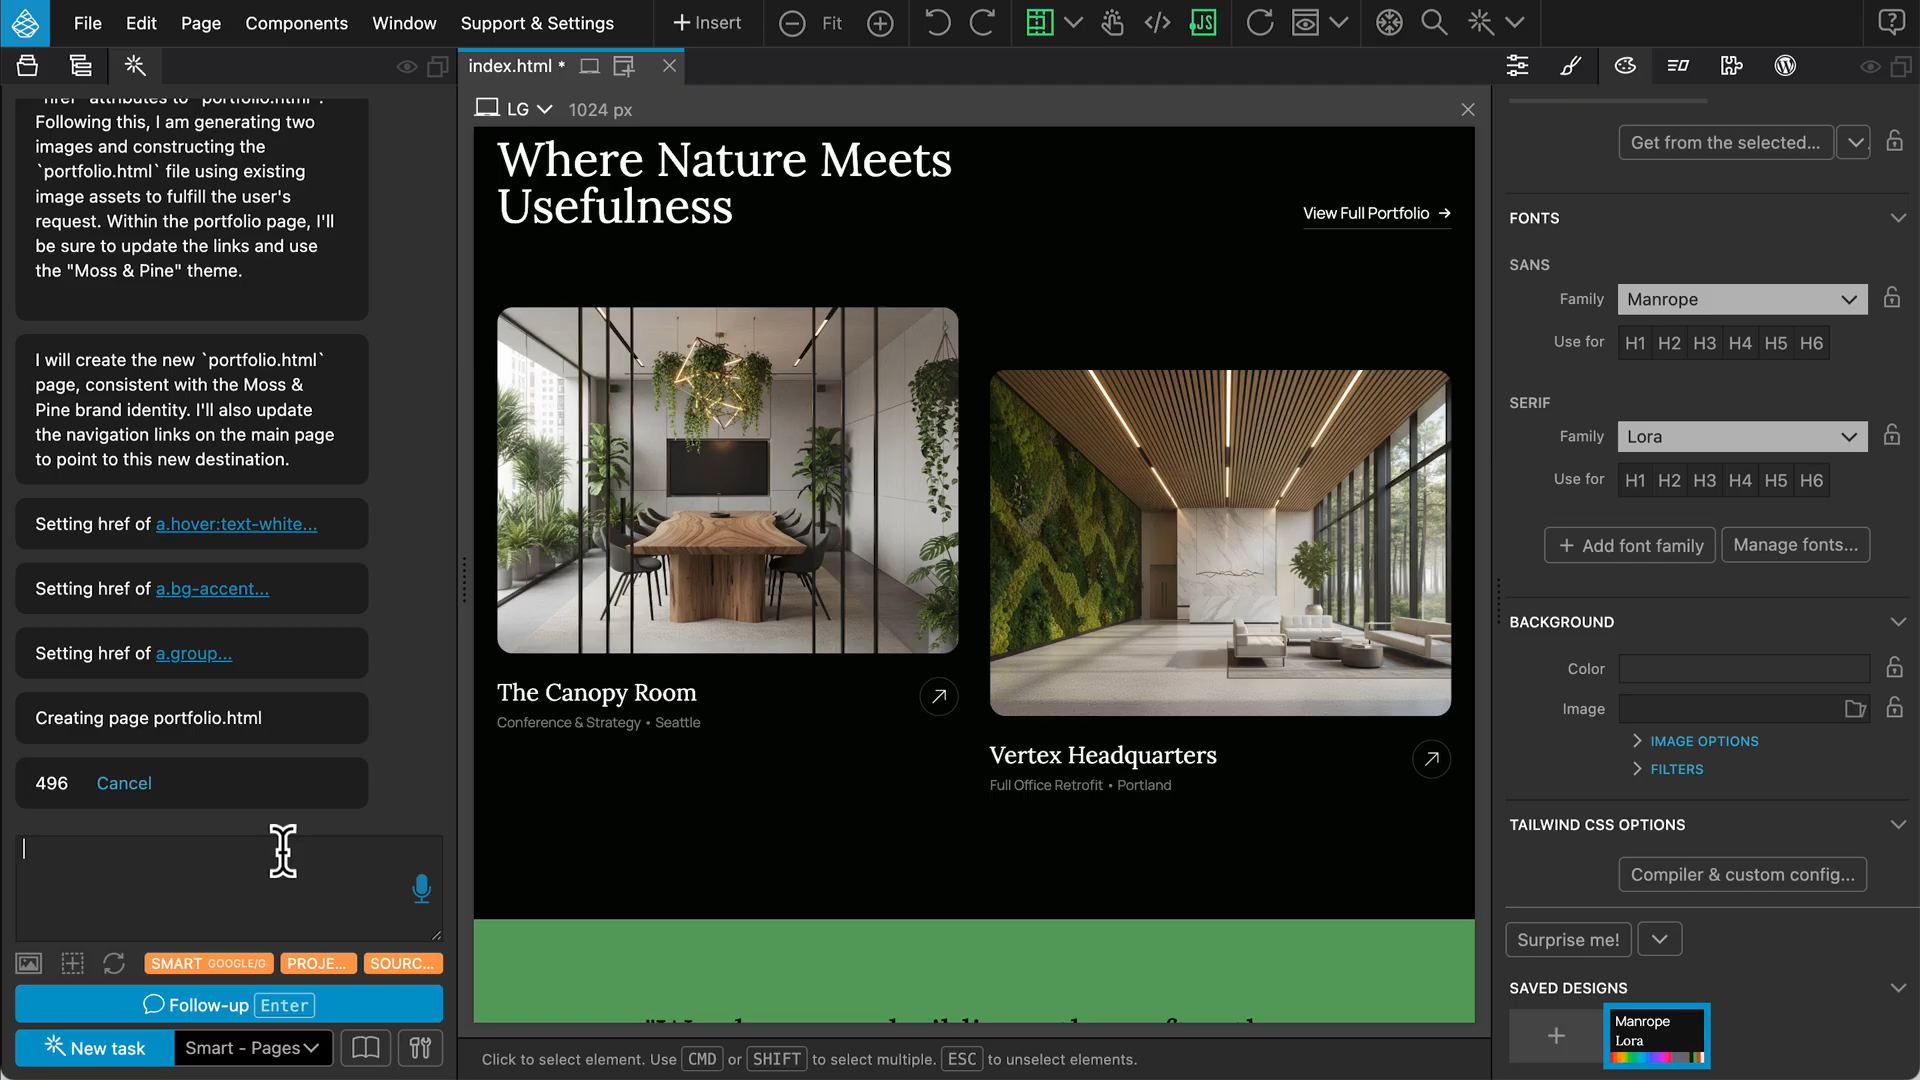 File
Edit
Page
Components
Window
Support & Settings
Insert
Fit
JS
index.html *
LG
1024 px
Following this, I am generating two
images and constructing the
`portfolio.html` file using existing
image assets to fulfill the user's
request. Within the portfolio page, I'll
be sure to update the links and use
the "Moss & Pine" theme.
I will create the new `portfolio.html`
page, consistent with the Moss &
Pine brand identity. I'll also update
the navigation links on the main page
to point to this new destination.
Setting href of a.hover:text-white...
Setting href of a.bg-accent...
Setting href of a.group...
Creating page portfolio.html
496 Cancel
SMART GOOGLE/G
PROJE...
SOURC...
Follow-up Enter
New task
Smart - Pages
Where Nature Meets
Usefulness
View Full Portfolio →
The Canopy Room
Conference & Strategy • Seattle
Vertex Headquarters
Full Office Retrofit • Portland
Click to select element. Use CMD or SHIFT to select multiple. ESC to unselect elements.
Get from the selected...
FONTS
SANS
Family Manrope
Use for H1 H2 H3 H4 H5 H6
SERIF
Family Lora
Use for H1 H2 H3 H4 H5 H6
+ Add font family
Manage fonts...
BACKGROUND
Color
Image
IMAGE OPTIONS
FILTERS
TAILWIND CSS OPTIONS
Compiler & custom config...
Surprise me!
SAVED DESIGNS
Manrope
Lora